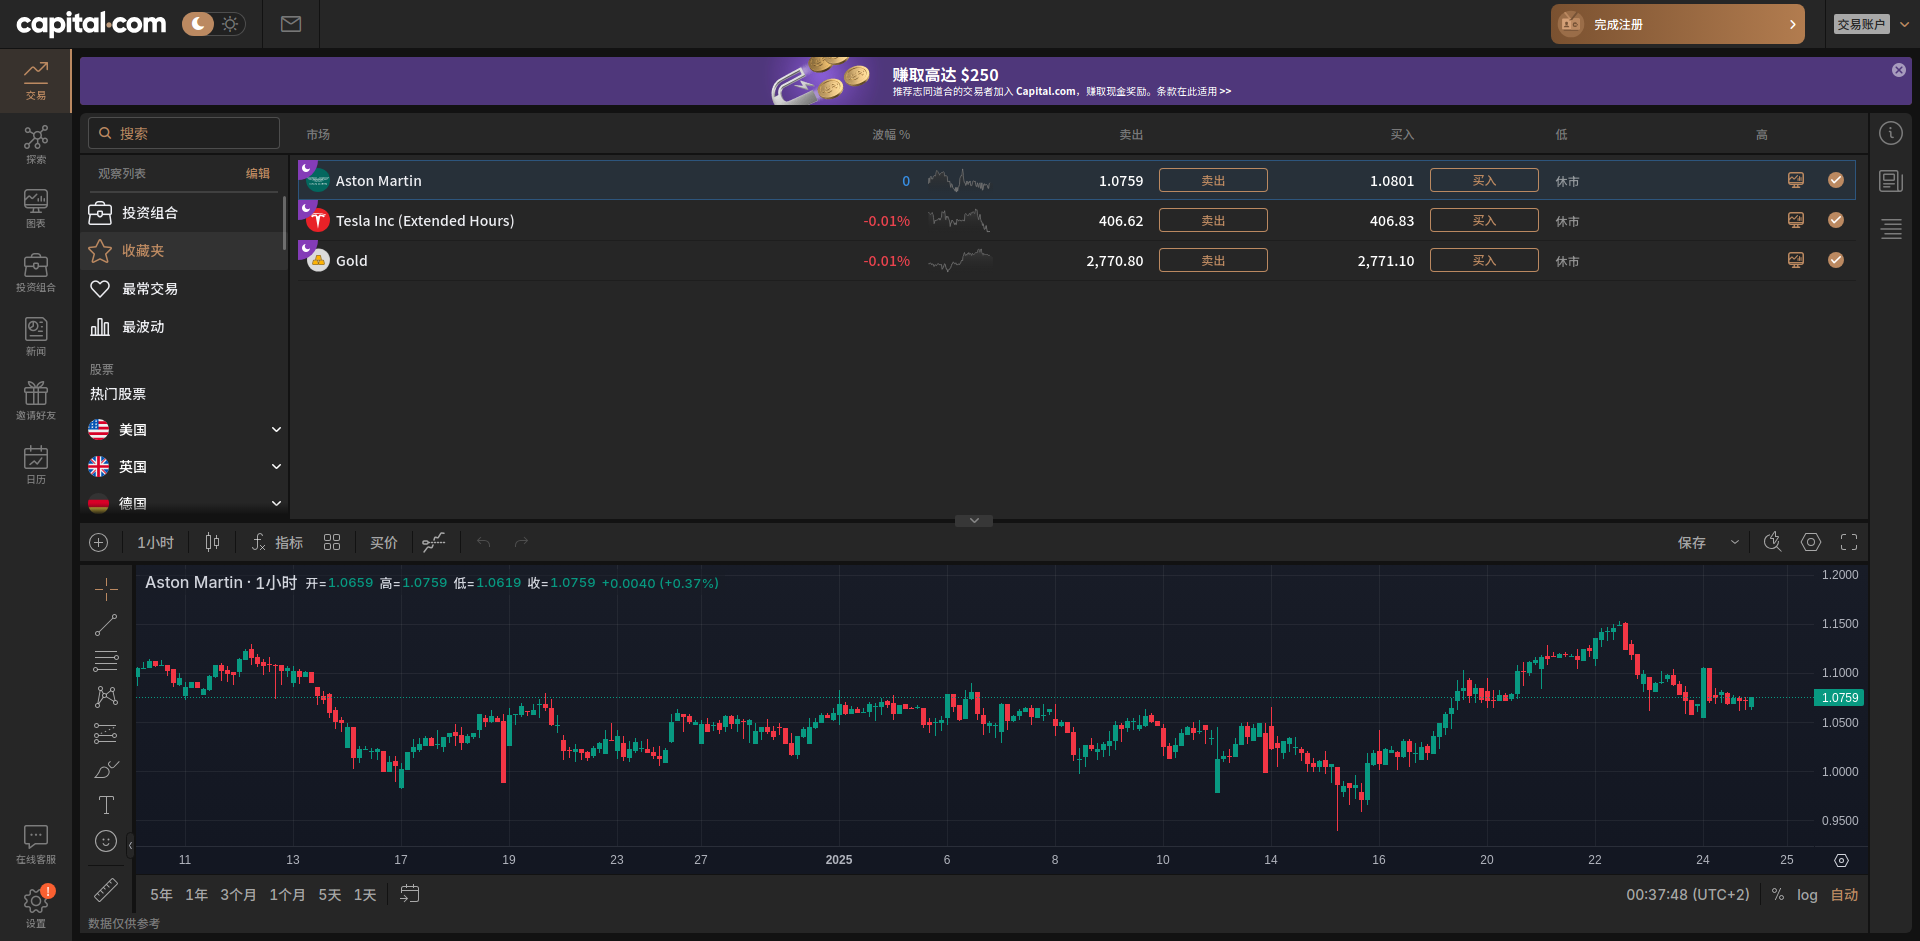 capital.com
完成注册
交易账户
赚取高达 $250
推荐志同道合的交易者加入 Capital.com，赚取现金奖励。条款在此适用 >>
交易
探索
图表
投资组合
新闻
邀请好友
日历
在线客服
!
设置
搜索
观察列表 编辑
投资组合
收藏夹
最常交易
最波动
股票
热门股票
美国
英国
德国
市场 波幅 % 卖出 买入 低 高
Aston Martin 0 1.0759 卖出 1.0801 买入 休市
Tesla Inc (Extended Hours) -0.01% 406.62 卖出 406.83 买入 休市
Gold -0.01% 2,770.80 卖出 2,771.10 买入 休市
1小时 指标 买价 保存
Aston Martin · 1小时 开=1.0659 高=1.0759 低=1.0619 收=1.0759 +0.0040 (+0.37%)
1.2000
1.1500
1.1000
1.0759
1.0500
1.0000
0.9500
11 13 17 19 23 27 2025 6 8 10 14 16 20 22 24 25
5年 1年 3个月 1个月 5天 1天 00:37:48 (UTC+2) % log 自动
数据仅供参考